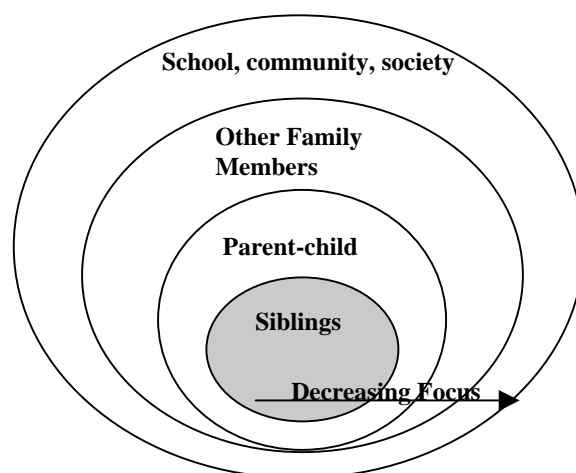 School, community, society
Other Family
Members
Parent-child
Siblings
Decreasing Focus